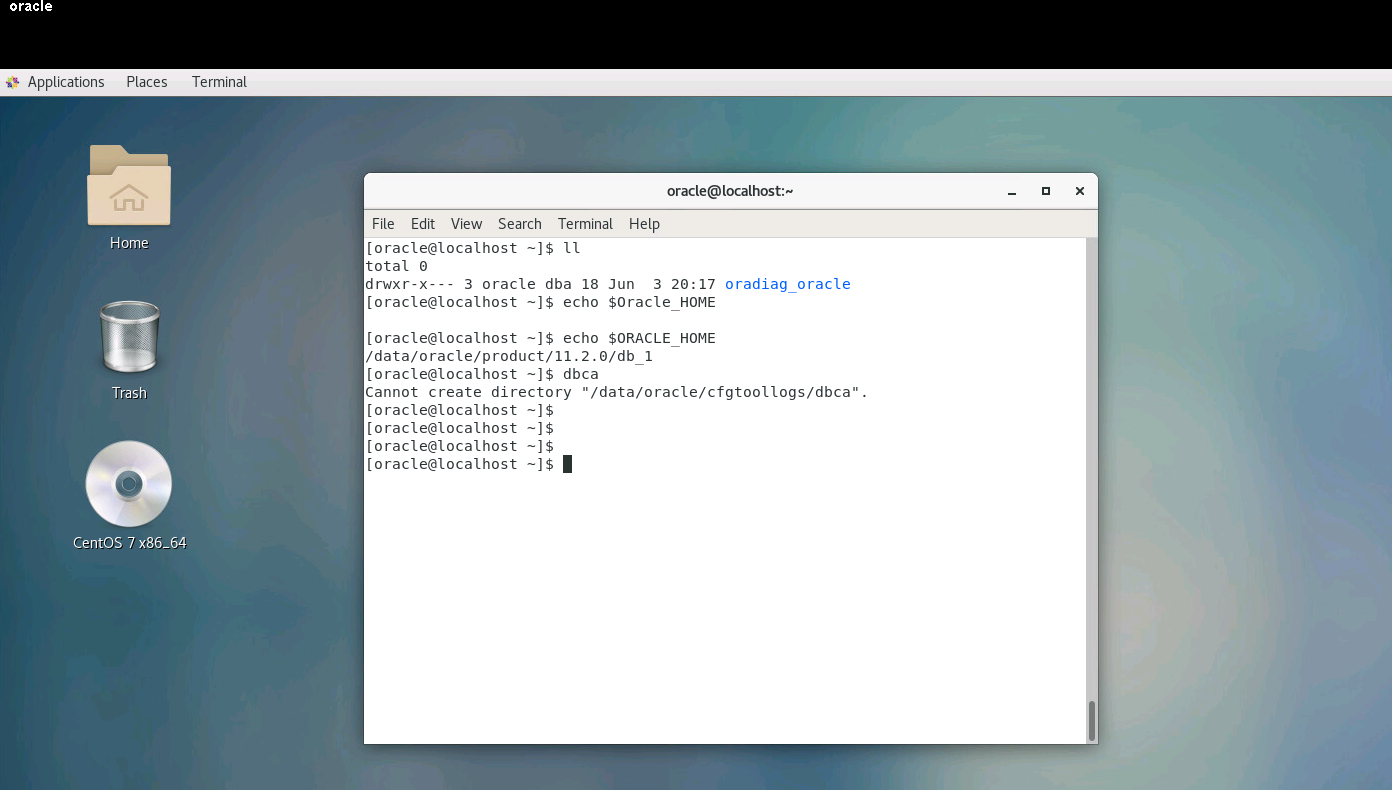 oracle
Applications Places Terminal
Home
Trash
CentOS 7 x86_64
oracle@localhost:~
File Edit View Search Terminal Help
[oracle@localhost ~]$ ll
total 0
drwxr-x--- 3 oracle dba 18 Jun  3 20:17 oradiag_oracle
[oracle@localhost ~]$ echo $Oracle_HOME
[oracle@localhost ~]$ echo $ORACLE_HOME
/data/oracle/product/11.2.0/db_1
[oracle@localhost ~]$ dbca
Cannot create directory "/data/oracle/cfgtoollogs/dbca".
[oracle@localhost ~]$
[oracle@localhost ~]$
[oracle@localhost ~]$
[oracle@localhost ~]$